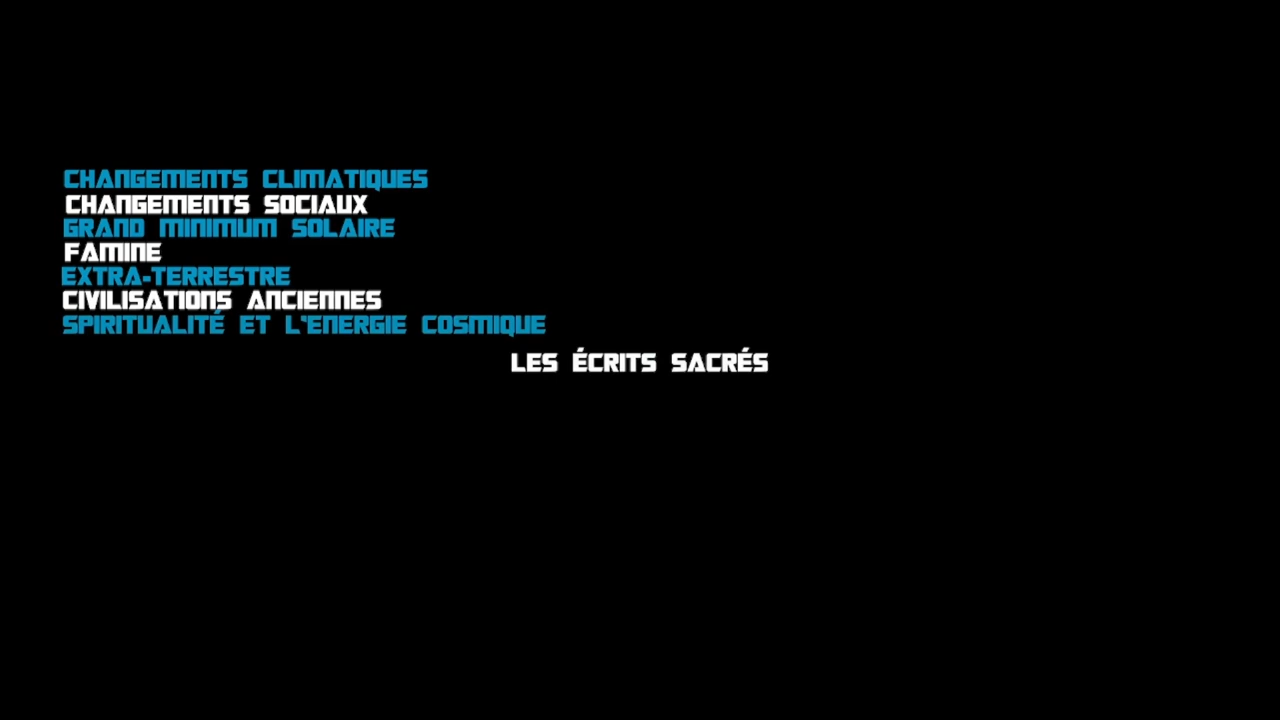 CHANGEMENTS CLIMATIQUES
CHANGEMENTS SOCIAUX
GRAND MINIMUM SOLAIRE
FAMINE
EXTRA-TERRESTRE
CIVILISATIONS ANCIENNES
SPIRITUALITÉ ET L'ENERGIE COSMIQUE
LES ÉCRITS SACRÉS